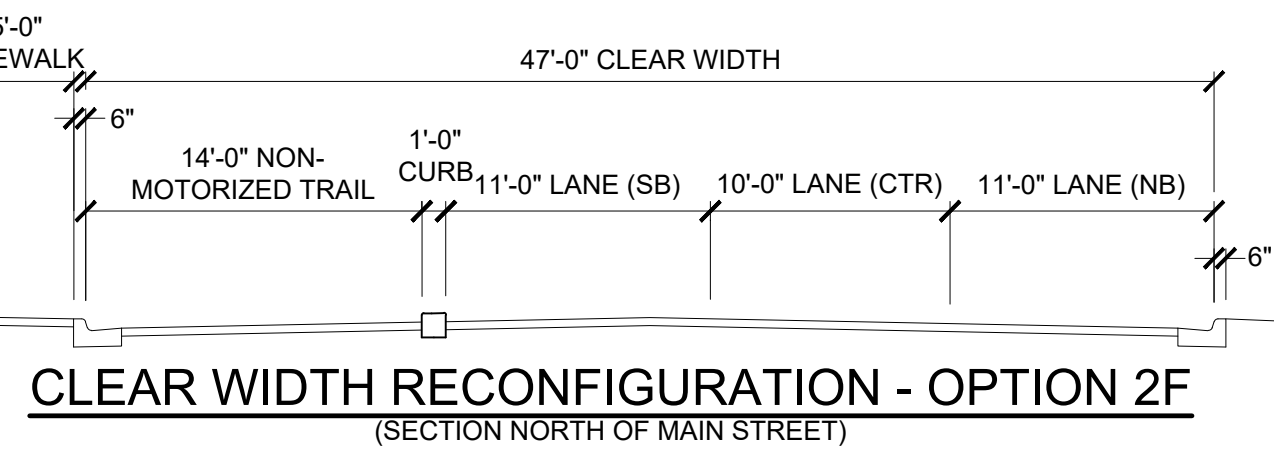 5'-0"
EWALK
47'-0" CLEAR WIDTH
6"
14'-0" NON-
MOTORIZED TRAIL
1'-0"
CURB
11'-0" LANE (SB)
10'-0" LANE (CTR)
11'-0" LANE (NB)
6"
CLEAR WIDTH RECONFIGURATION - OPTION 2F
(SECTION NORTH OF MAIN STREET)